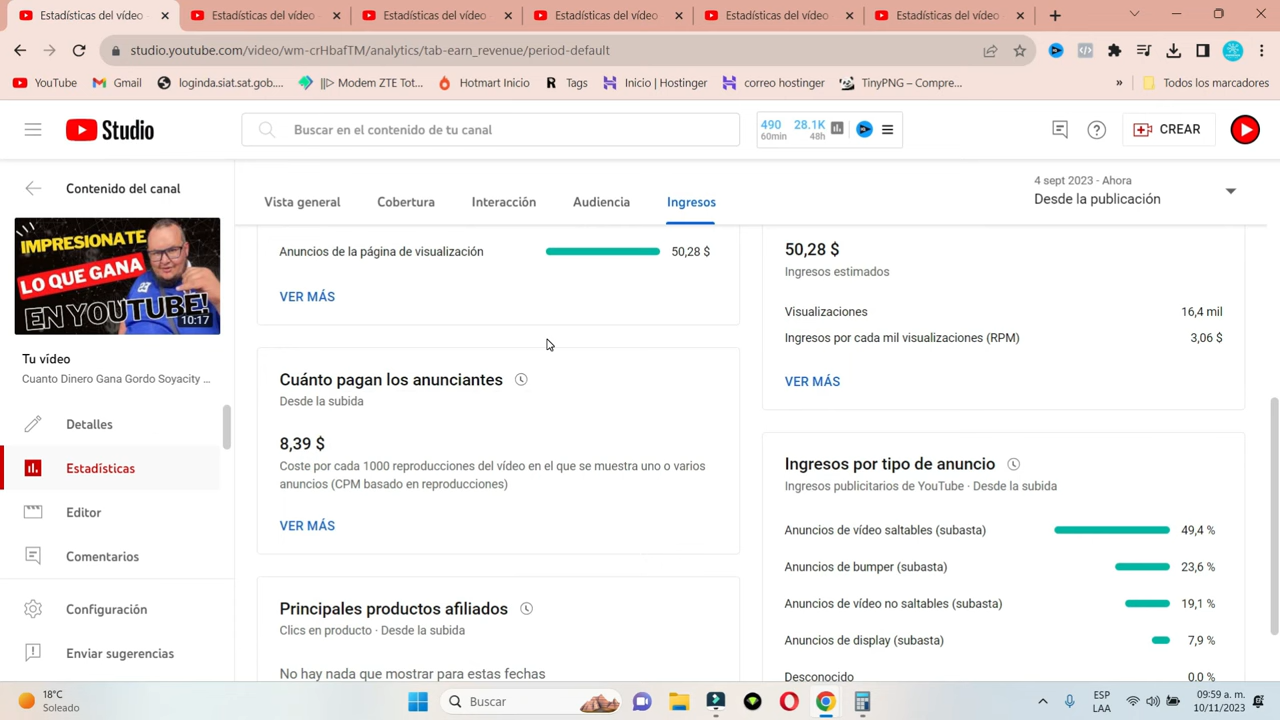 Estadísticas del vídeo
Estadísticas del vídeo
Estadísticas del vídeo
Estadísticas del vídeo
Estadísticas del vídeo
Estadísticas del vídeo
studio.youtube.com/video/wm-crHbafTM/analytics/tab-earn_revenue/period-default
YouTube
Gmail
loginda.siat.sat.gob....
||▷ Modem ZTE Tot...
Hotmart Inicio
R Tags
Inicio | Hostinger
correo hostinger
TinyPNG – Compre...
»
Todos los marcadores
Studio
Buscar en el contenido de tu canal
490 28.1K
60min 48h
CREAR
Contenido del canal
IMPRESIONATE
LO QUE GANA
EN YOUTUBE!
10:17
Tu vídeo
Cuanto Dinero Gana Gordo Soyacity ...
Detalles
Estadísticas
Editor
Comentarios
Configuración
Enviar sugerencias
Vista general
Cobertura
Interacción
Audiencia
Ingresos
4 sept 2023 - Ahora
Desde la publicación
Anuncios de la página de visualización 50,28 $
VER MÁS
Cuánto pagan los anunciantes
Desde la subida
8,39 $
Coste por cada 1000 reproducciones del vídeo en el que se muestra uno o varios
anuncios (CPM basado en reproducciones)
VER MÁS
Principales productos afiliados
Clics en producto · Desde la subida
No hay nada que mostrar para estas fechas
50,28 $
Ingresos estimados
Visualizaciones 16,4 mil
Ingresos por cada mil visualizaciones (RPM) 3,06 $
VER MÁS
Ingresos por tipo de anuncio
Ingresos publicitarios de YouTube · Desde la subida
Anuncios de vídeo saltables (subasta) 49,4 %
Anuncios de bumper (subasta) 23,6 %
Anuncios de vídeo no saltables (subasta) 19,1 %
Anuncios de display (subasta) 7,9 %
Desconocido 0,0 %
18°C
Soleado
Buscar
ESP
LAA
09:59 a. m.
10/11/2023